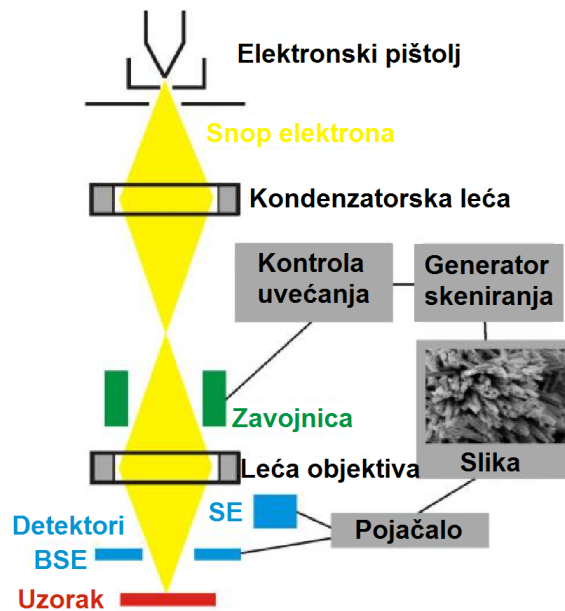 Elektronski pištolj
Snop elektrona
Kondenzatorska leća
Kontrola
uvećanja
Generator
skeniranja
Zavojnica
Leća objektiva
Slika
SE
Detektori
BSE
Pojačalo
Uzorak